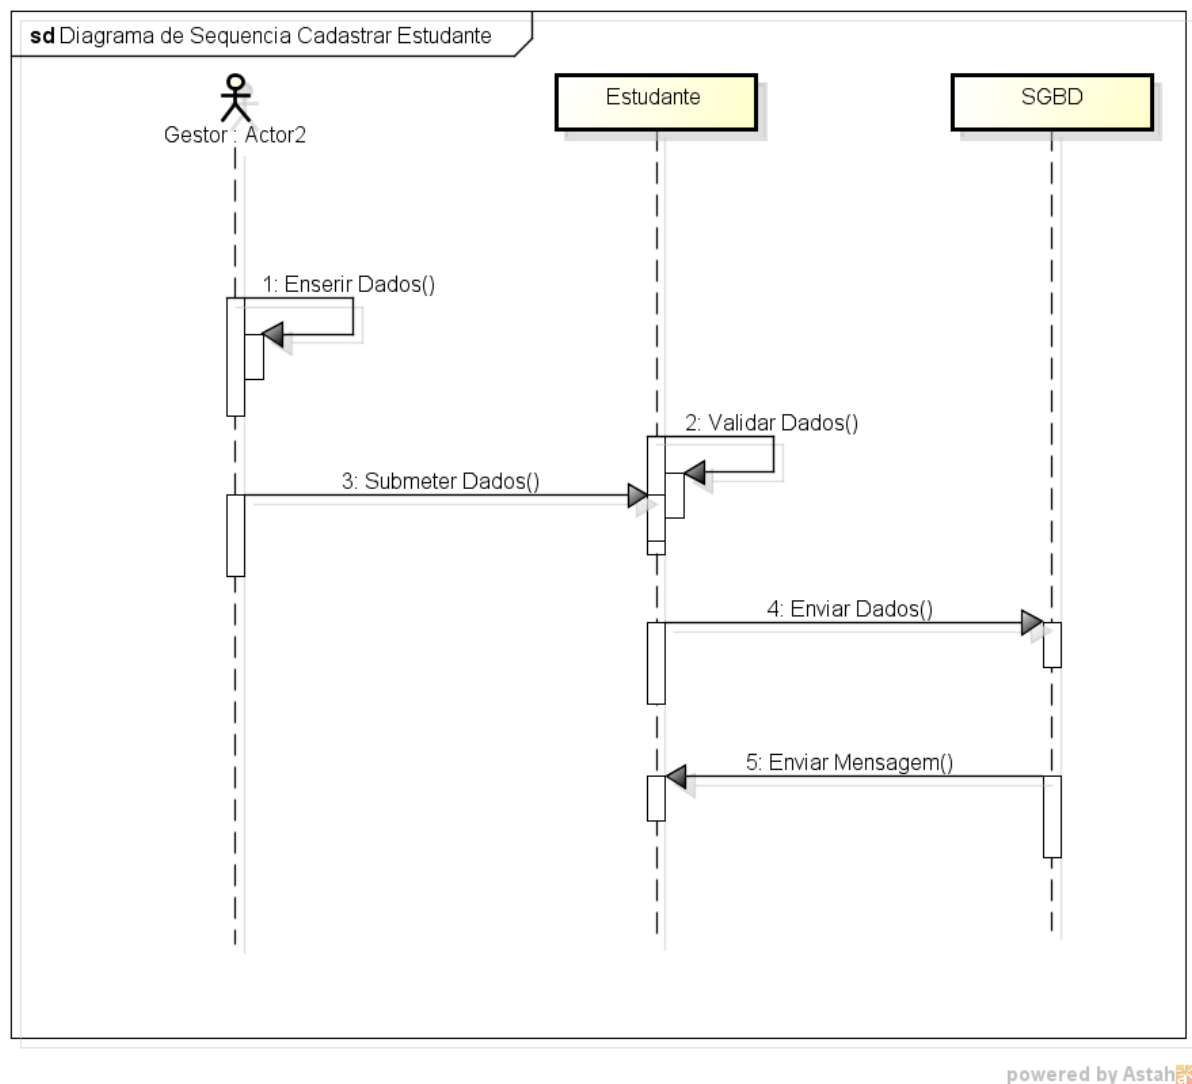 sd Diagrama de Sequencia Cadastrar Estudante
Gestor : Actor2
Estudante
SGBD
1: Enserir Dados()
2: Validar Dados()
3: Submeter Dados()
4: Enviar Dados()
5: Enviar Mensagem()
powered by Astah